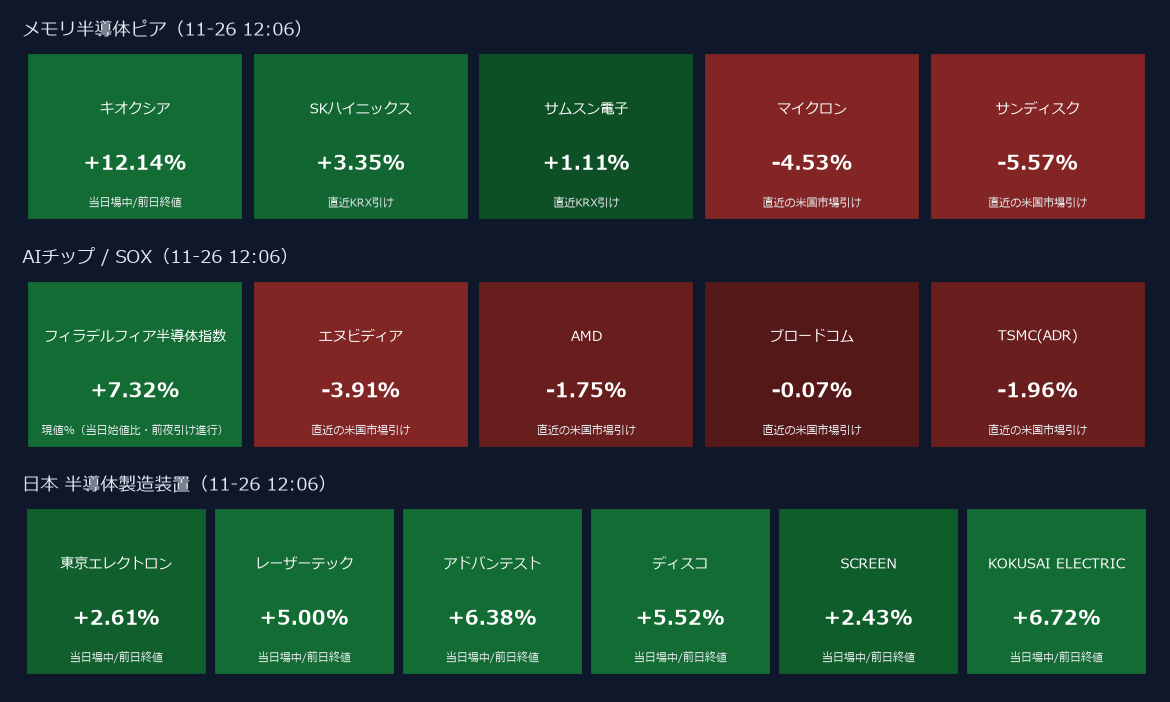 メモリ半導体ピア（11-26 12:06）
キオクシア
+12.14%
当日場中/前日終値
SKハイニックス
+3.35%
直近KRX引け
サムスン電子
+1.11%
直近KRX引け
マイクロン
-4.53%
直近の米国市場引け
サンディスク
-5.57%
直近の米国市場引け
AIチップ / SOX（11-26 12:06）
フィラデルフィア半導体指数
+7.32%
現値%（当日始値比・前夜引け進行）
エヌビディア
-3.91%
直近の米国市場引け
AMD
-1.75%
直近の米国市場引け
ブロードコム
-0.07%
直近の米国市場引け
TSMC(ADR)
-1.96%
直近の米国市場引け
日本 半導体製造装置（11-26 12:06）
東京エレクトロン
+2.61%
当日場中/前日終値
レーザーテック
+5.00%
当日場中/前日終値
アドバンテスト
+6.38%
当日場中/前日終値
ディスコ
+5.52%
当日場中/前日終値
SCREEN
+2.43%
当日場中/前日終値
KOKUSAI ELECTRIC
+6.72%
当日場中/前日終値